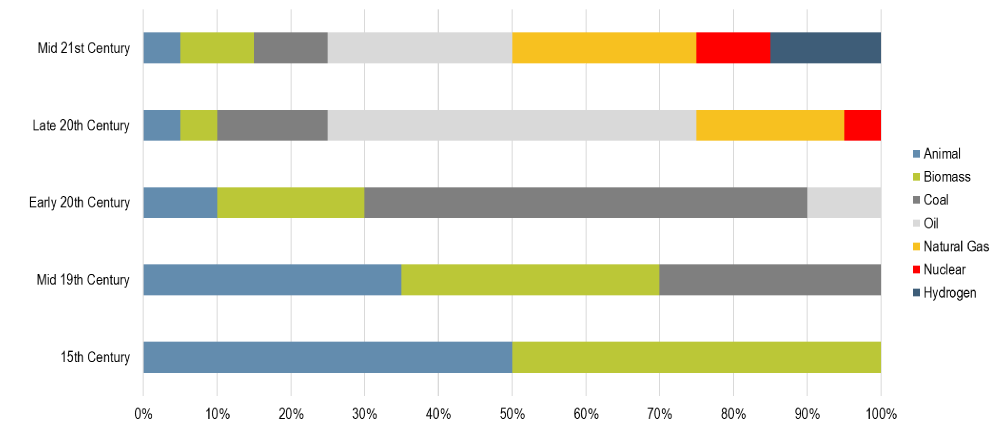 Mid 21st Century
Late 20th Century
Early 20th Century
Mid 19th Century
15th Century
0% 10% 20% 30% 40% 50% 60% 70% 80% 90% 100%
Animal
Biomass
Coal
Oil
Natural Gas
Nuclear
Hydrogen